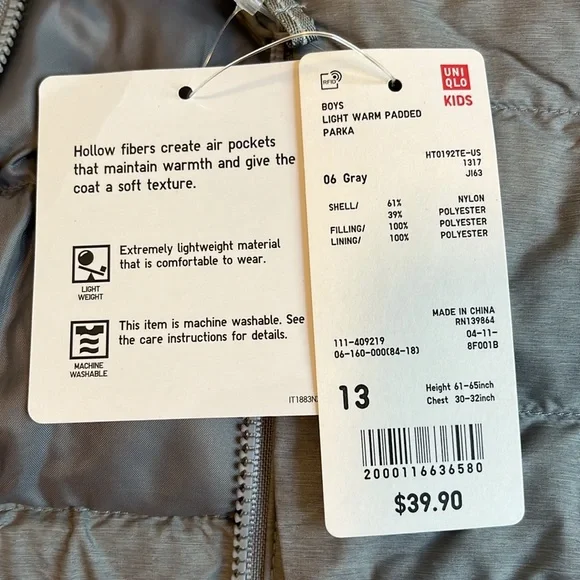 Hollow fibers create air pockets
that maintain warmth and give the
coat a soft texture.
LIGHT
WEIGHT
Extremely lightweight material
that is comfortable to wear.
MACHINE
WASHABLE
This item is machine washable. See
the care instructions for details.
IT1883N
RFID
UNI
QLO
KIDS
BOYS
LIGHT WARM PADDED
PARKA
HT0192TE-US
1317
JI63
06 Gray
SHELL/ 61% NYLON
39% POLYESTER
FILLING/ 100% POLYESTER
LINING/ 100% POLYESTER
MADE IN CHINA
RN139864
111-409219 04-11-
06-160-000(84-18) 8F001B
13
Height 61-65inch
Chest 30-32inch
2000116636580
$39.90